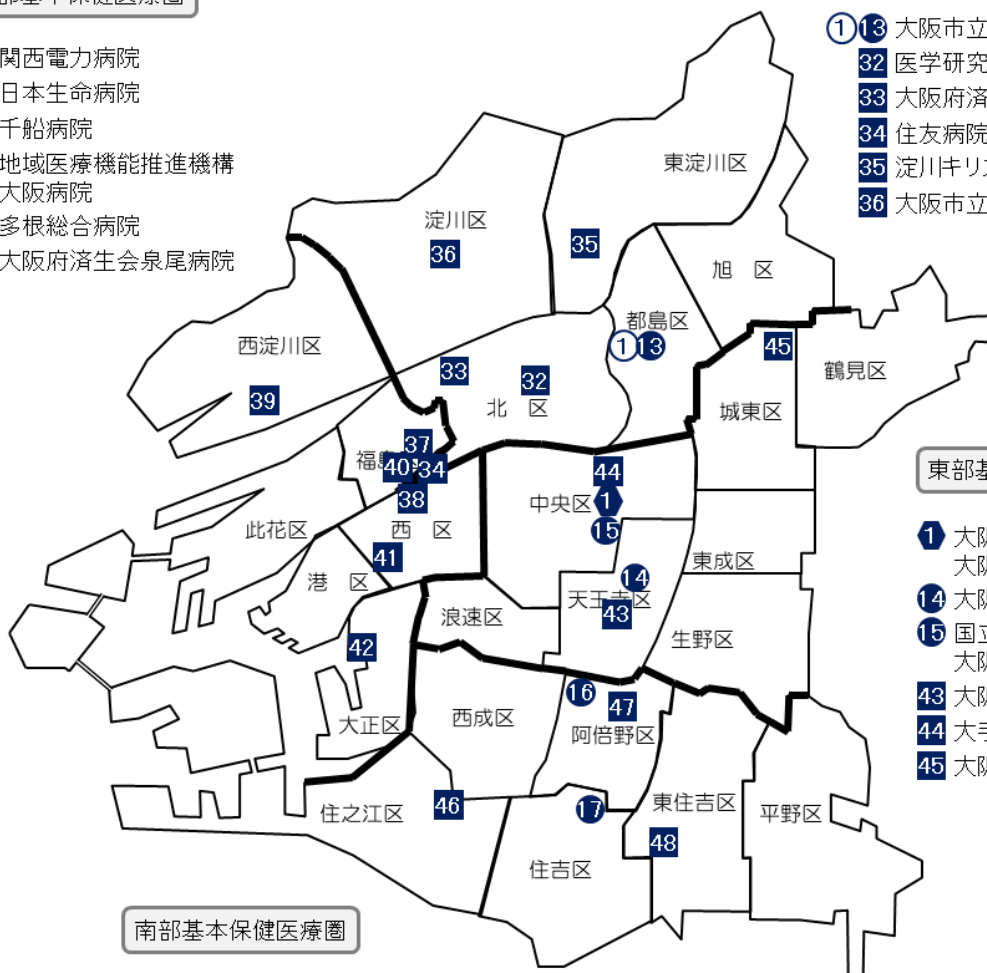 部基本保健医療圏
関西電力病院
日本生命病院
千船病院
地域医療機能推進機構
大阪病院
多根総合病院
大阪府済生会泉尾病院
1 13 大阪市立
32 医学研究
33 大阪府済
34 住友病院
35 淀川キリス
36 大阪市立
東淀川区
淀川区
36
35
旭 区
都島区
1 13
西淀川区
39
33
32
北 区
45
城東区
鶴見区
37
福島
40 34
38
44
中央区 1
15
西 区
41
此花区
港 区
東成区
14
天王寺区
43
浪速区
生野区
42
大正区
西成区
16
47
阿倍野区
住之江区
46
17
住吉区
東住吉区
48
平野区
東部基
1 大阪
大阪
14 大阪
15 国立
大阪
43 大阪
44 大手
45 大阪
南部基本保健医療圏